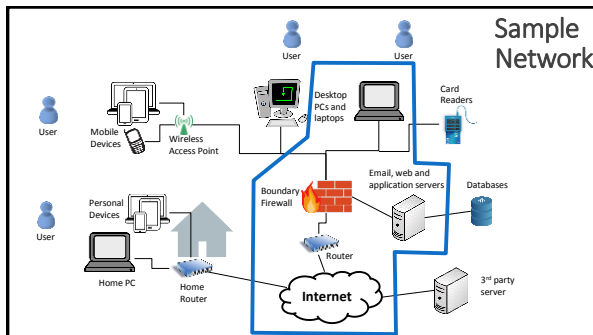 Sample
Network
User
User
User
Mobile
Devices
Wireless
Access Point
Desktop
PCs and
laptops
Card
Readers
Personal
Devices
User
Home PC
Home
Router
Boundary
Firewall
Email, web and
application servers
Databases
Router
Internet
3rd party
server